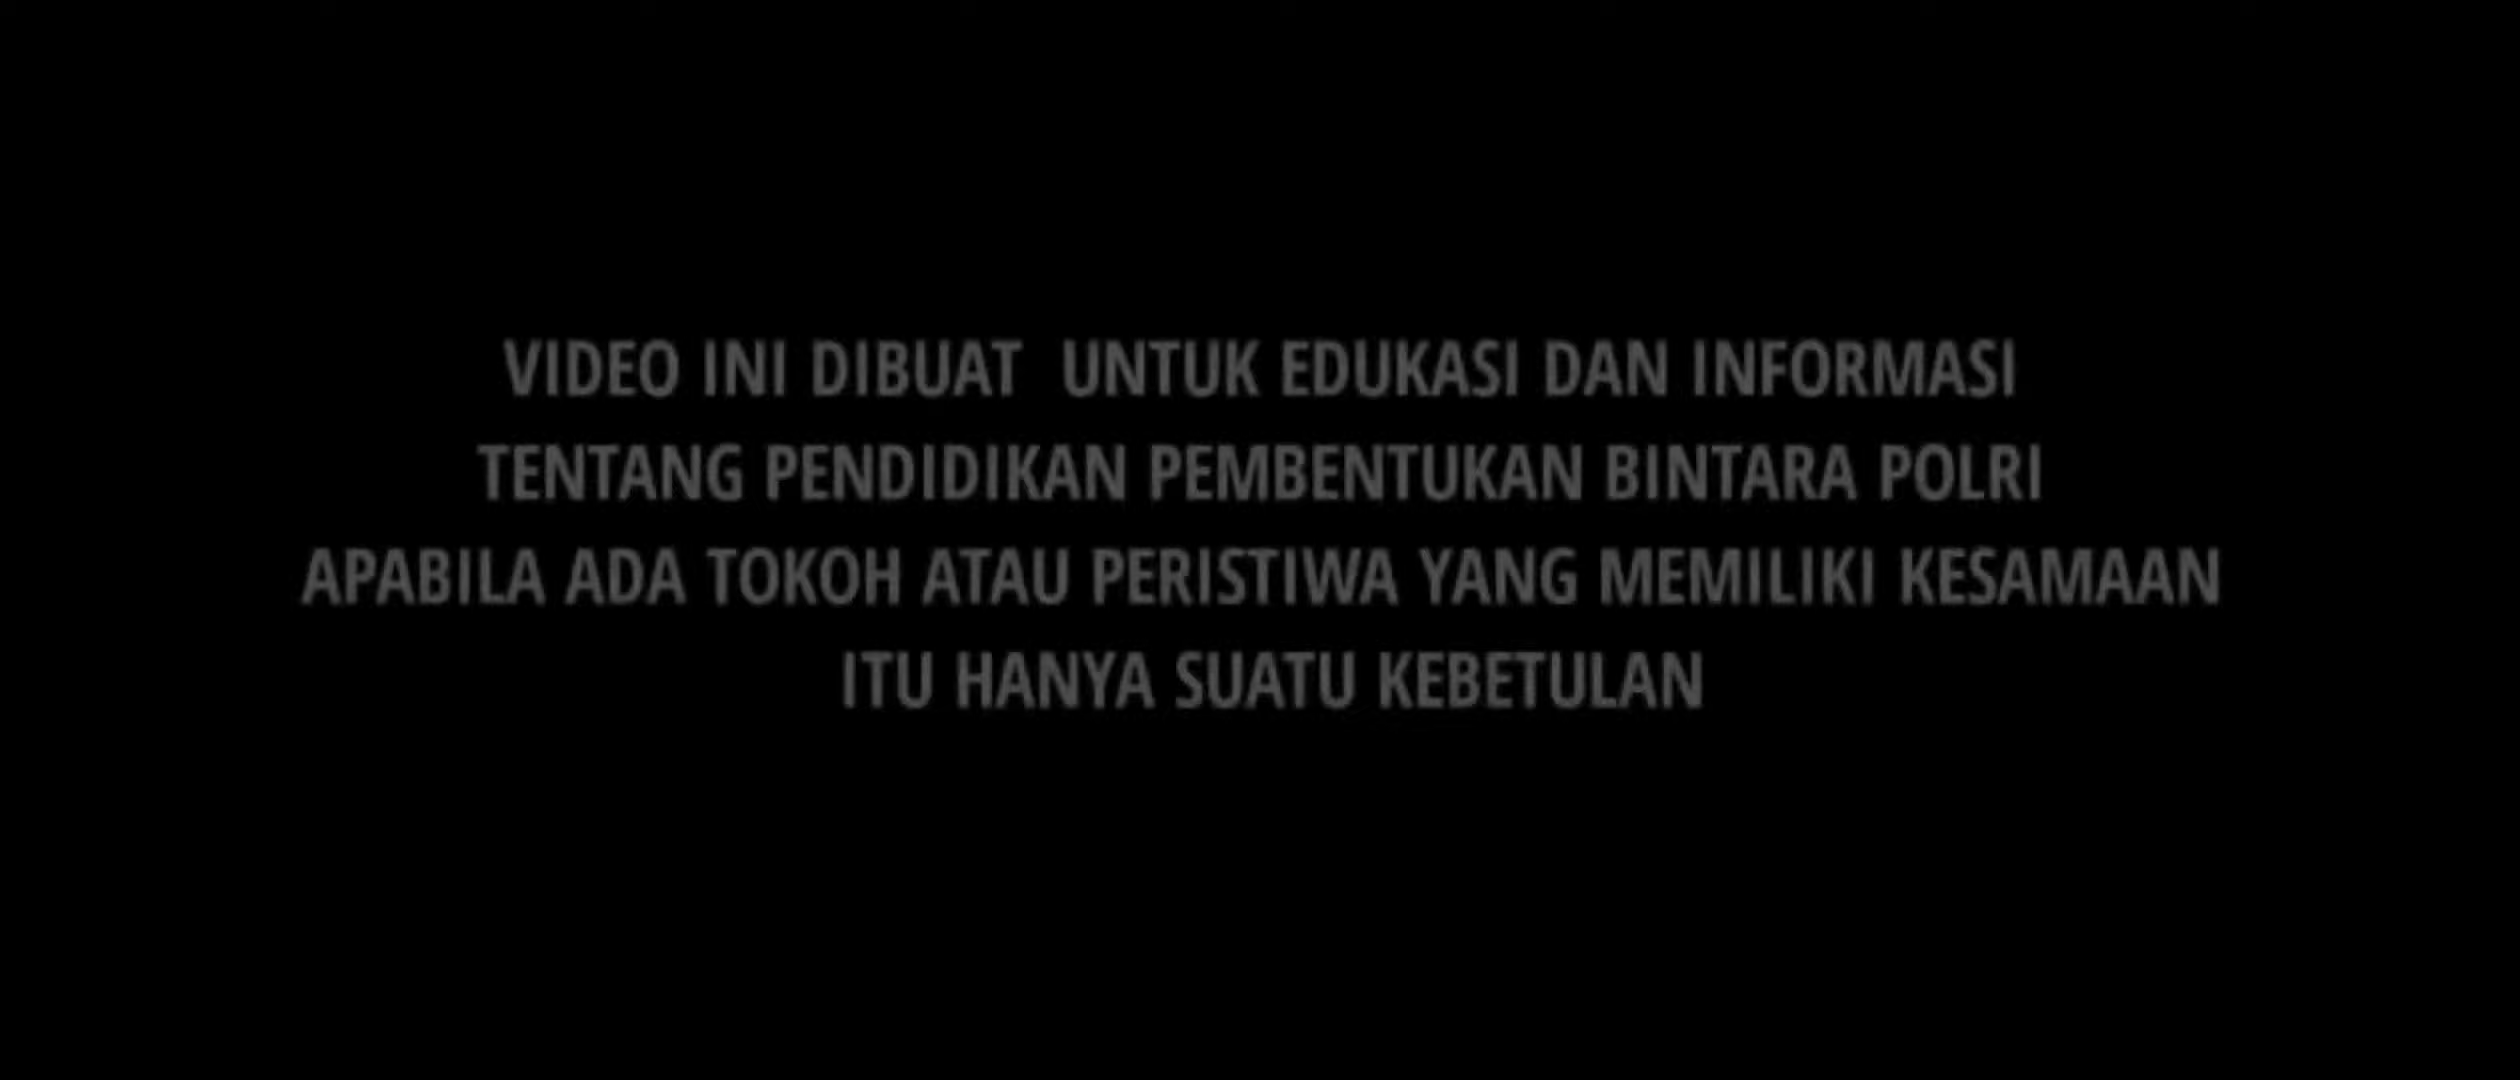 VIDEO INI DIBUAT  UNTUK EDUKASI DAN INFORMASI
TENTANG PENDIDIKAN PEMBENTUKAN BINTARA POLRI
APABILA ADA TOKOH ATAU PERISTIWA YANG MEMILIKI KESAMAAN
ITU HANYA SUATU KEBETULAN